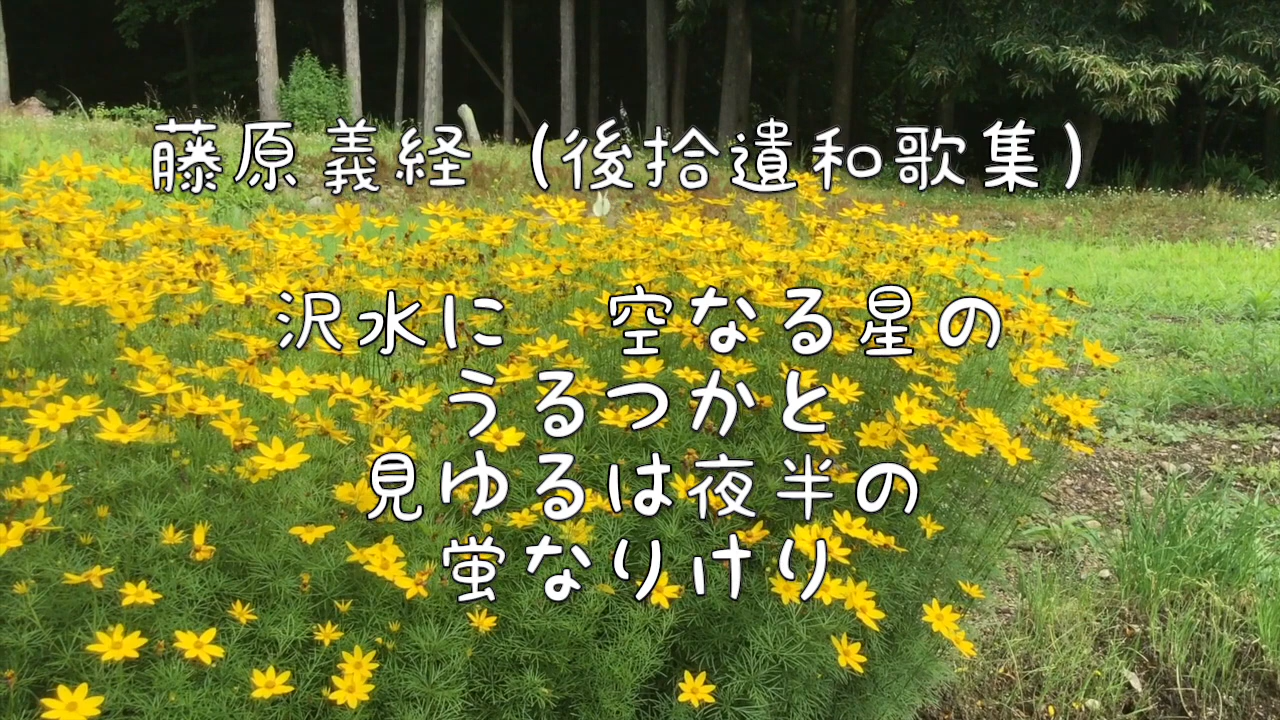 藤原義経（後拾遺和歌集）
沢水に　空なる星の
うるつかと
見ゆるは夜半の
蛍なりけり